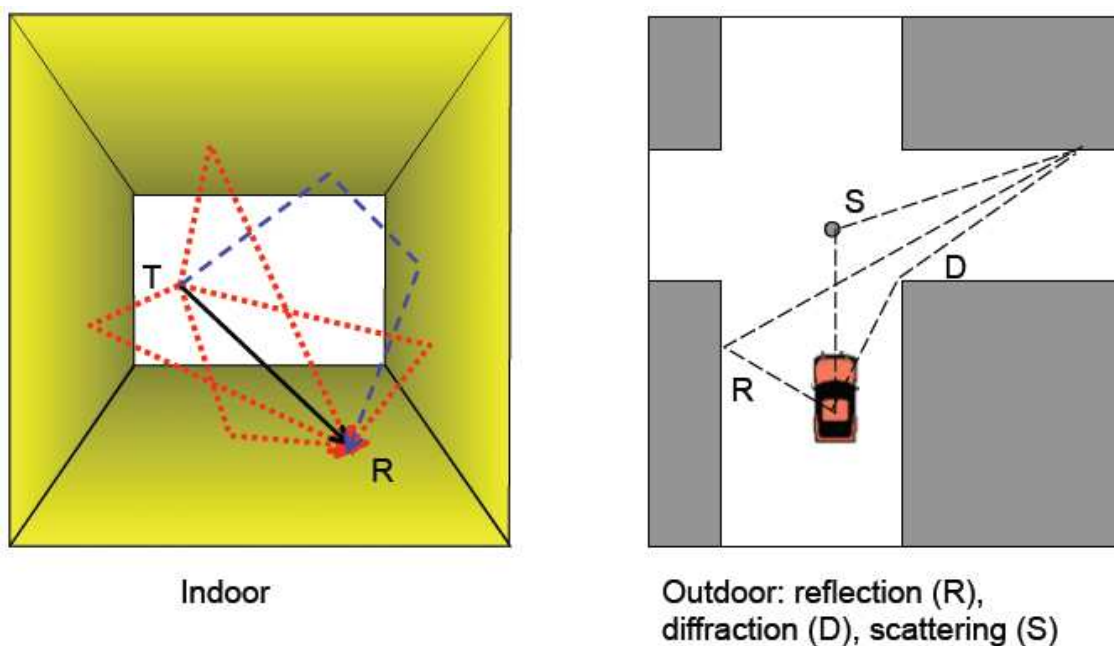 T
R
Indoor
S
D
R
Outdoor: reflection (R),
diffraction (D), scattering (S)